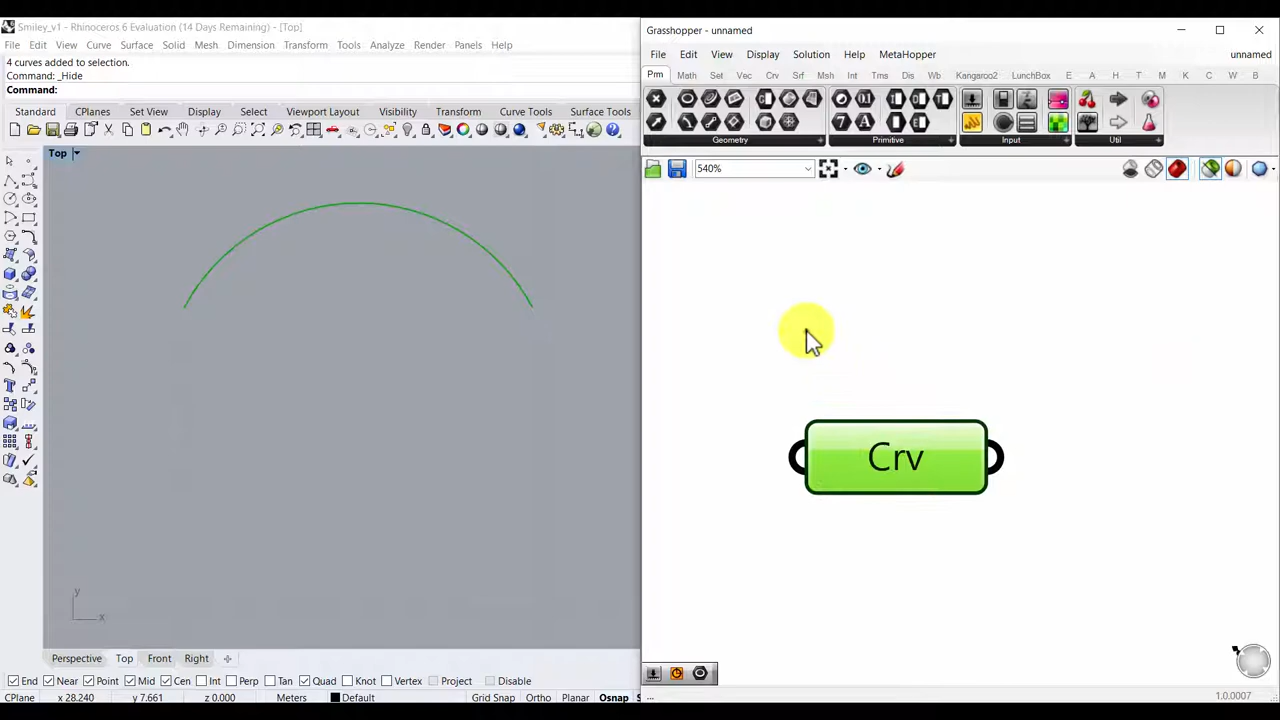 Smiley_v1 - Rhinoceros 6 Evaluation (14 Days Remaining) - [Top]
File Edit View Curve Surface Solid Mesh Dimension Transform Tools Analyze Render Panels Help
4 curves added to selection.
Command: _Hide
Command:
Standard CPlanes Set View Display Select Viewport Layout Visibility Transform Curve Tools Surface Tools
Top
y
x
Perspective Top Front Right
End Near Point Mid Cen Int Perp Tan Quad Knot Vertex Project Disable
CPlane x 28.240 y 7.661 z 0.000 Meters Default Grid Snap Ortho Planar Osnap
Grasshopper - unnamed
File Edit View Display Solution Help MetaHopper unnamed
Prm Math Set Vec Crv Srf Msh Int Trns Dis Wb Kangaroo2 LunchBox E A H T M K C W B
Geometry Primitive Input Util
540%
Crv
...
1.0.0007